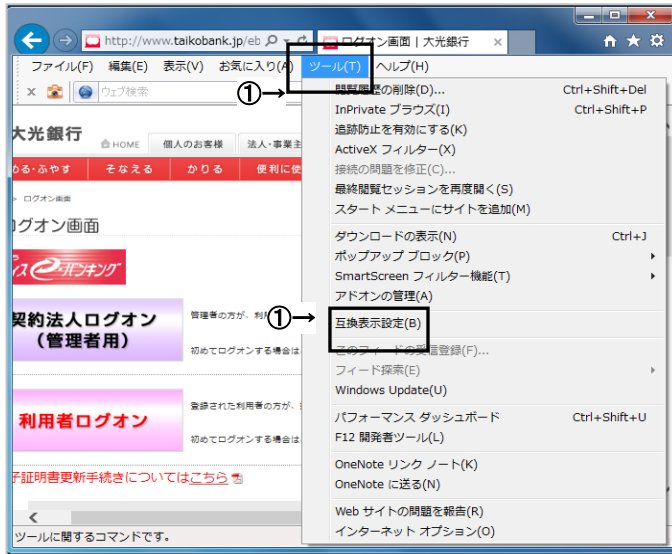 http://www.taikobank.jp/eb
ログオン画面 | 大光銀行
ファイル(F) 編集(E) 表示(V) お気に入り(A) ツール(T) ヘルプ(H)
①→
ウェブ検索
大光銀行
HOME 個人のお客様 法人・事業主
める・ふやす そなえる かりる 便利に使
ログオン画面
ログオン画面
e-バンキング
契約法人ログオン
(管理者用)
管理者の方が、利
初めてログオンする場合は
利用者ログオン
登録された利用者の方が、
初めてログオンする場合は
子証明書更新手続きについてはこちら
ツールに関するコマンドです。
閲覧履歴の削除(D)... Ctrl+Shift+Del
InPrivate ブラウズ(I) Ctrl+Shift+P
追跡防止を有効にする(K)
ActiveX フィルター(X)
接続の問題を修正(C)...
最終閲覧セッションを再度開く(S)
スタート メニューにサイトを追加(M)
ダウンロードの表示(N) Ctrl+J
ポップアップ ブロック(P)
SmartScreen フィルター機能(T)
アドオンの管理(A)
①→
互換表示設定(B)
このフィードの受信登録(F)...
フィード探索(E)
Windows Update(U)
パフォーマンス ダッシュボード Ctrl+Shift+U
F12 開発者ツール(L)
OneNote リンク ノート(K)
OneNote に送る(N)
Web サイトの問題を報告(R)
インターネット オプション(O)